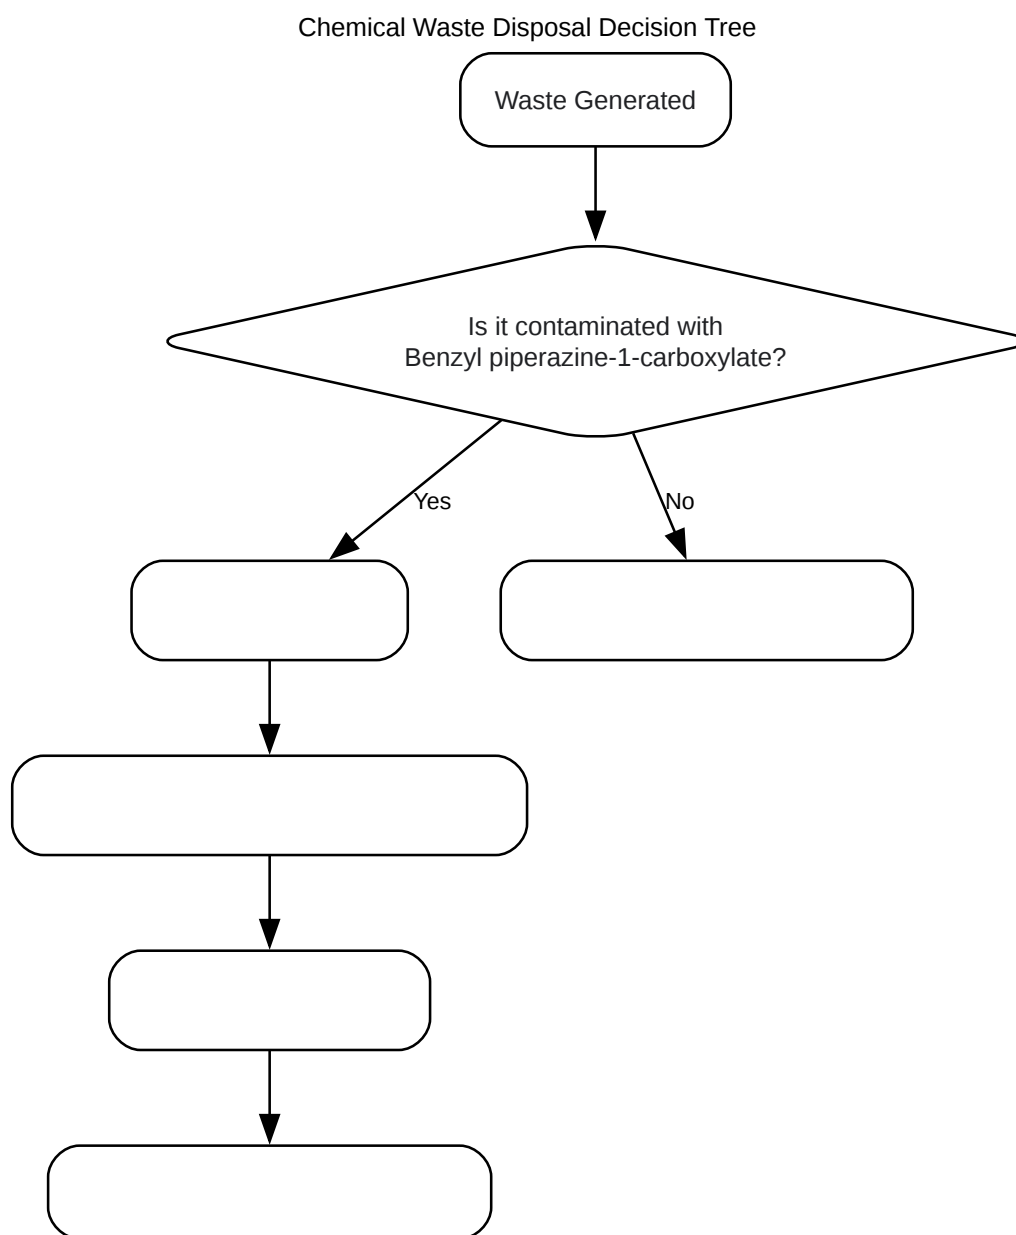 Chemical Waste Disposal Decision Tree
Waste Generated
Is it contaminated with
Benzyl piperazine-1-carboxylate?
Yes
No